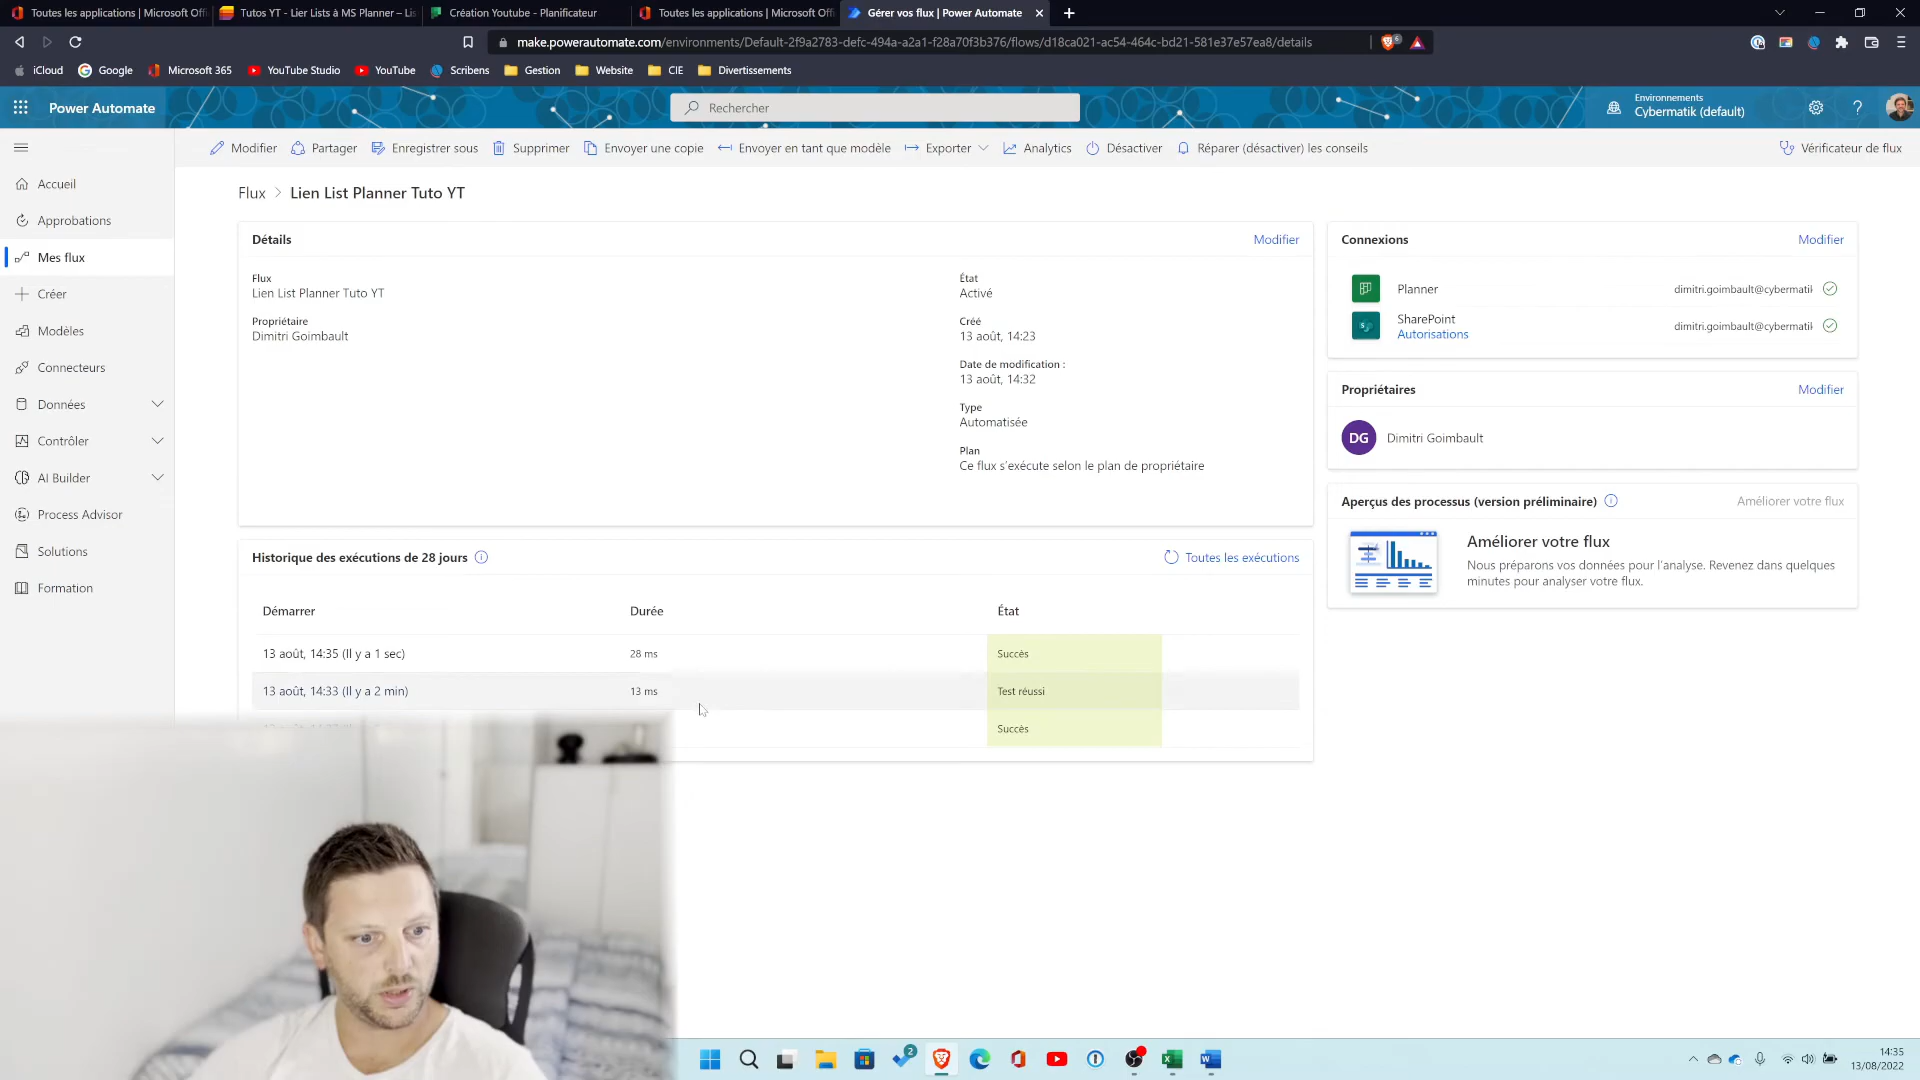 Toutes les applications | Microsoft Offi
Tutos YT - Lier Lists à MS Planner – Lis
Création Youtube - Planificateur
Toutes les applications | Microsoft Offi
Gérer vos flux | Power Automate
make.powerautomate.com/environments/Default-2f9a2783-defc-494a-a2a1-f28a70f3b376/flows/d18ca021-ac54-464c-bd21-581e37e57ea8/details
iCloud
Google
Microsoft 365
YouTube Studio
YouTube
Scribens
Gestion
Website
CIE
Divertissements
Power Automate
Rechercher
Environnements
Cybermatik (default)
Modifier
Partager
Enregistrer sous
Supprimer
Envoyer une copie
Envoyer en tant que modèle
Exporter
Analytics
Désactiver
Réparer (désactiver) les conseils
Vérificateur de flux
Accueil
Approbations
Mes flux
Créer
Modèles
Connecteurs
Données
Contrôler
AI Builder
Process Advisor
Solutions
Formation
Flux > Lien List Planner Tuto YT
Détails
Modifier
Flux
Lien List Planner Tuto YT
Propriétaire
Dimitri Goimbault
État
Activé
Créé
13 août, 14:23
Date de modification :
13 août, 14:32
Type
Automatisée
Plan
Ce flux s'exécute selon le plan de propriétaire
Historique des exécutions de 28 jours
Toutes les exécutions
Démarrer
Durée
État
13 août, 14:35 (Il y a 1 sec)
28 ms
Succès
13 août, 14:33 (Il y a 2 min)
13 ms
Test réussi
Succès
Connexions
Modifier
Planner
dimitri.goimbault@cybermatik
SharePoint
Autorisations
dimitri.goimbault@cybermatik
Propriétaires
Modifier
DG
Dimitri Goimbault
Aperçus des processus (version préliminaire)
Améliorer votre flux
Améliorer votre flux
Nous préparons vos données pour l'analyse. Revenez dans quelques
minutes pour analyser votre flux.
2
14:35
13/08/2022